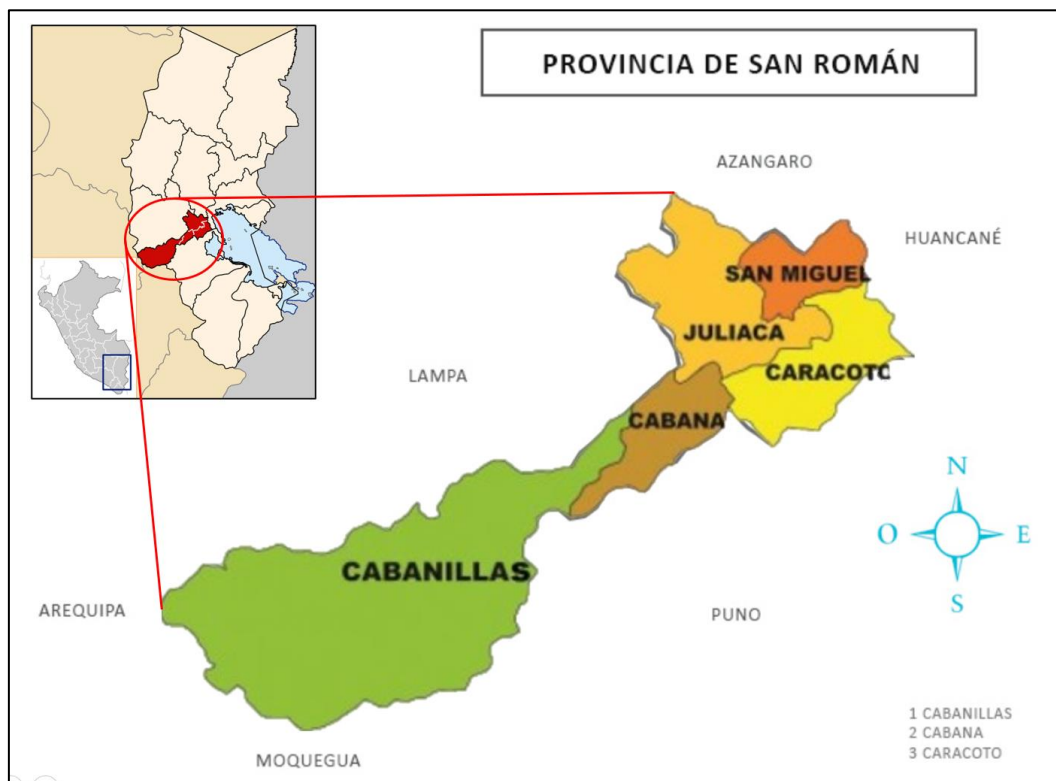 PROVINCIA DE SAN ROMÁN
AZANGARO
HUANCANÉ
SAN MIGUEL
JULIACA
CARACOTO
LAMPA
CABANA
N
O
E
S
CABANILLAS
AREQUIPA
PUNO
MOQUEGUA
1 CABANILLAS
2 CABANA
3 CARACOTO